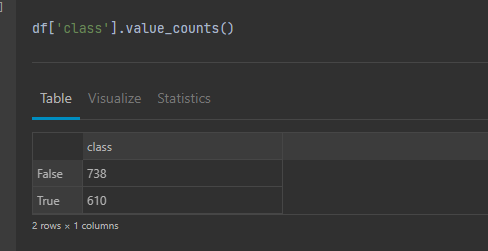 ]
df['class'].value_counts()
Table Visualize Statistics
class
False 738
True 610
2 rows × 1 columns